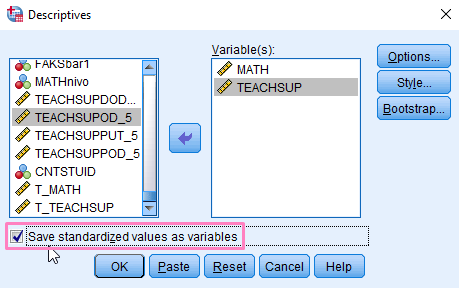 Descriptives
Variable(s):
FAKSbar1
MATHnivo
TEACHSUPDOD...
TEACHSUPOD_5
TEACHSUPPUT_5
TEACHSUPPOD_5
CNTSTUID
T_MATH
T_TEACHSUP
MATH
TEACHSUP
Options...
Style...
Bootstrap...
Save standardized values as variables
OK
Paste
Reset
Cancel
Help